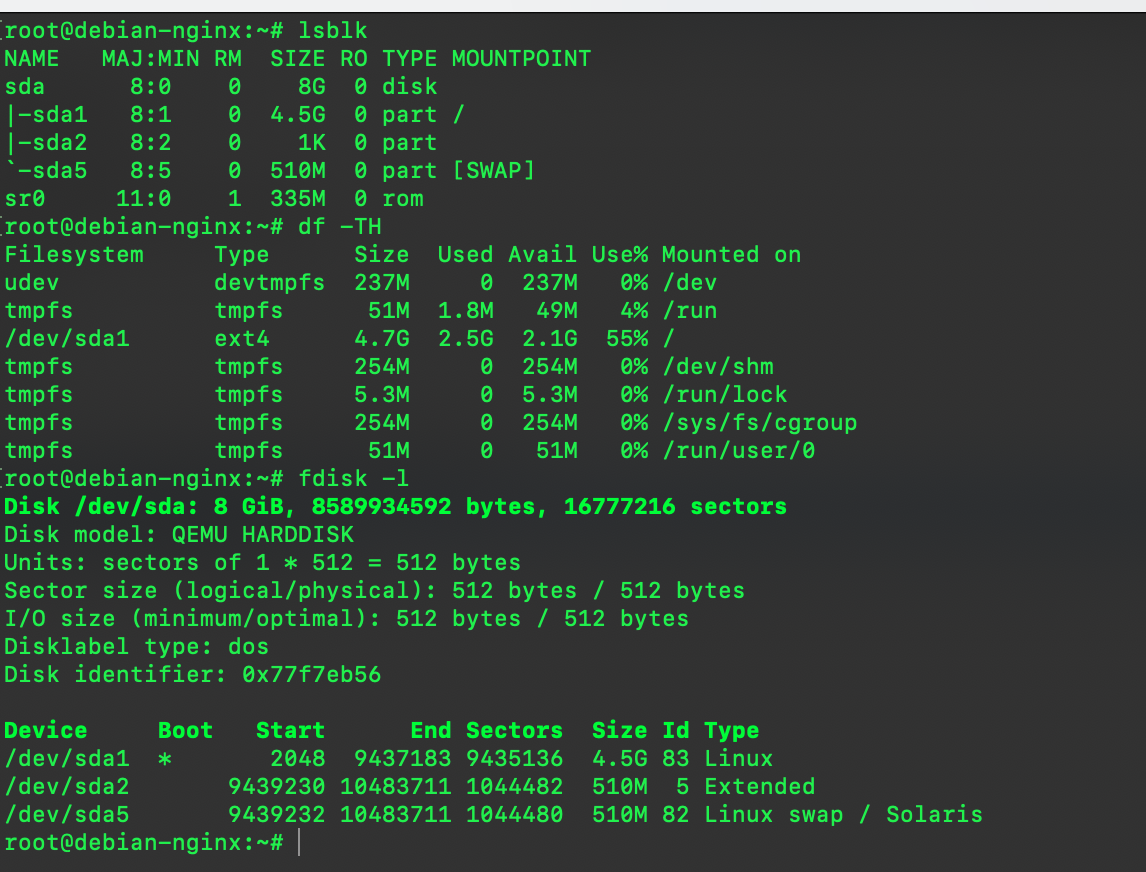 [root@debian-nginx:~# lsblk
NAME   MAJ:MIN RM  SIZE RO TYPE MOUNTPOINT
sda      8:0    0    8G  0 disk
|-sda1   8:1    0  4.5G  0 part /
|-sda2   8:2    0    1K  0 part
`-sda5   8:5    0  510M  0 part [SWAP]
sr0     11:0    1  335M  0 rom
[root@debian-nginx:~# df -TH
Filesystem     Type      Size  Used Avail Use% Mounted on
udev           devtmpfs  237M     0  237M   0% /dev
tmpfs          tmpfs      51M  1.8M   49M   4% /run
/dev/sda1      ext4      4.7G  2.5G  2.1G  55% /
tmpfs          tmpfs     254M     0  254M   0% /dev/shm
tmpfs          tmpfs     5.3M     0  5.3M   0% /run/lock
tmpfs          tmpfs     254M     0  254M   0% /sys/fs/cgroup
tmpfs          tmpfs      51M     0   51M   0% /run/user/0
[root@debian-nginx:~# fdisk -l
Disk /dev/sda: 8 GiB, 8589934592 bytes, 16777216 sectors
Disk model: QEMU HARDDISK
Units: sectors of 1 * 512 = 512 bytes
Sector size (logical/physical): 512 bytes / 512 bytes
I/O size (minimum/optimal): 512 bytes / 512 bytes
Disklabel type: dos
Disk identifier: 0x77f7eb56
Device     Boot   Start      End Sectors  Size Id Type
/dev/sda1  *       2048  9437183 9435136  4.5G 83 Linux
/dev/sda2       9439230 10483711 1044482  510M  5 Extended
/dev/sda5       9439232 10483711 1044480  510M 82 Linux swap / Solaris
root@debian-nginx:~#